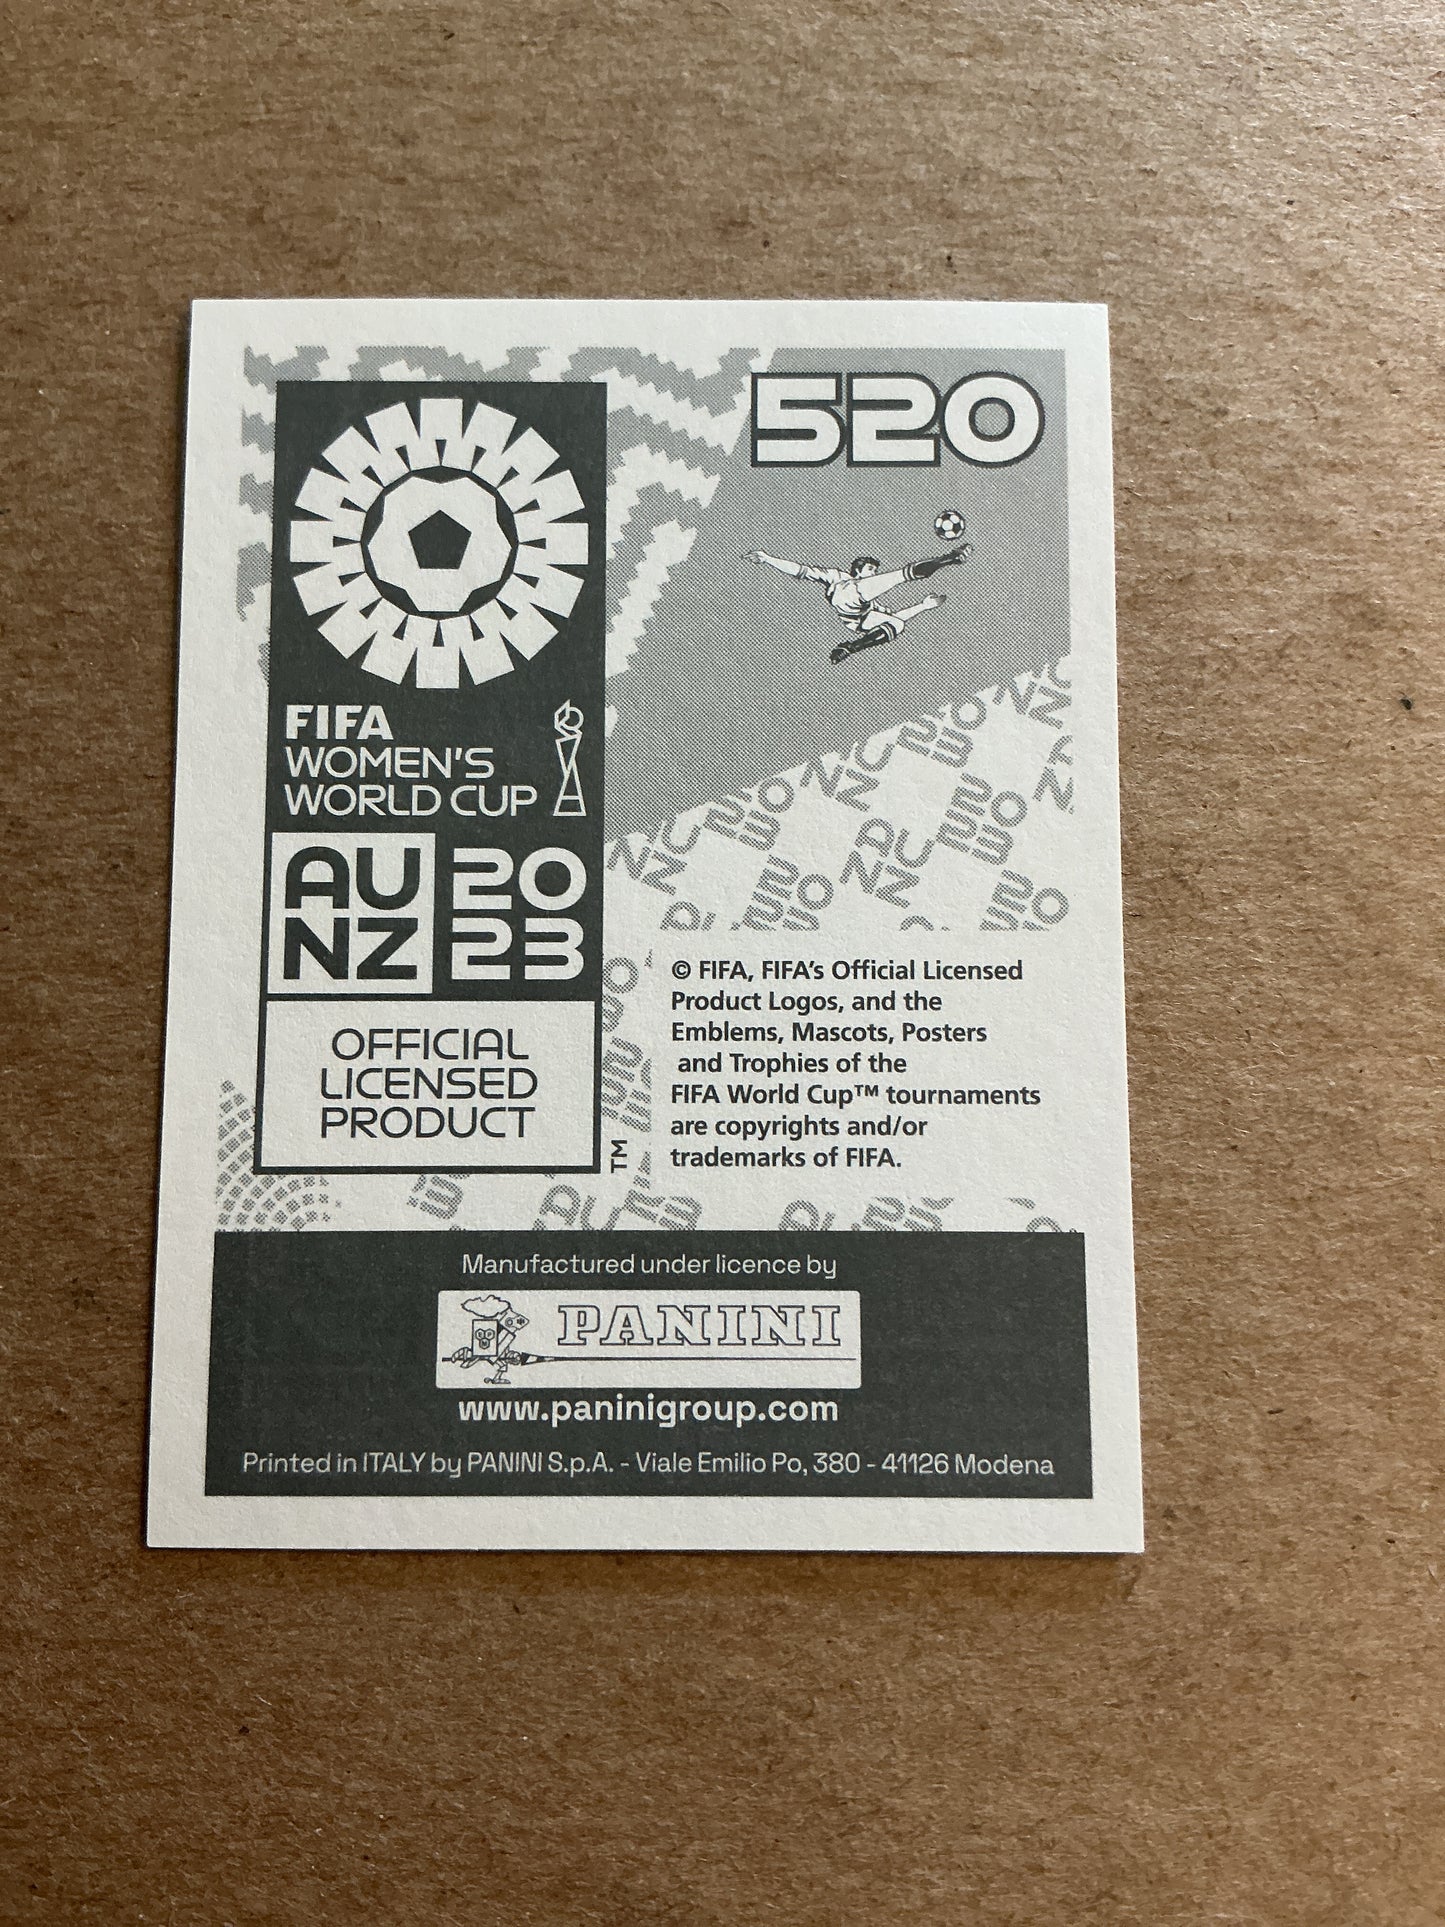 520
FIFA
WOMEN'S
WORLD CUP
AU 20
NZ 23
OFFICIAL
LICENSED
PRODUCT
TM
© FIFA, FIFA's Official Licensed
Product Logos, and the
Emblems, Mascots, Posters
and Trophies of the
FIFA World Cup™ tournaments
are copyrights and/or
trademarks of FIFA.
Manufactured under licence by
PANINI
www.paninigroup.com
Printed in ITALY by PANINI S.p.A. - Viale Emilio Po, 380 - 41126 Modena